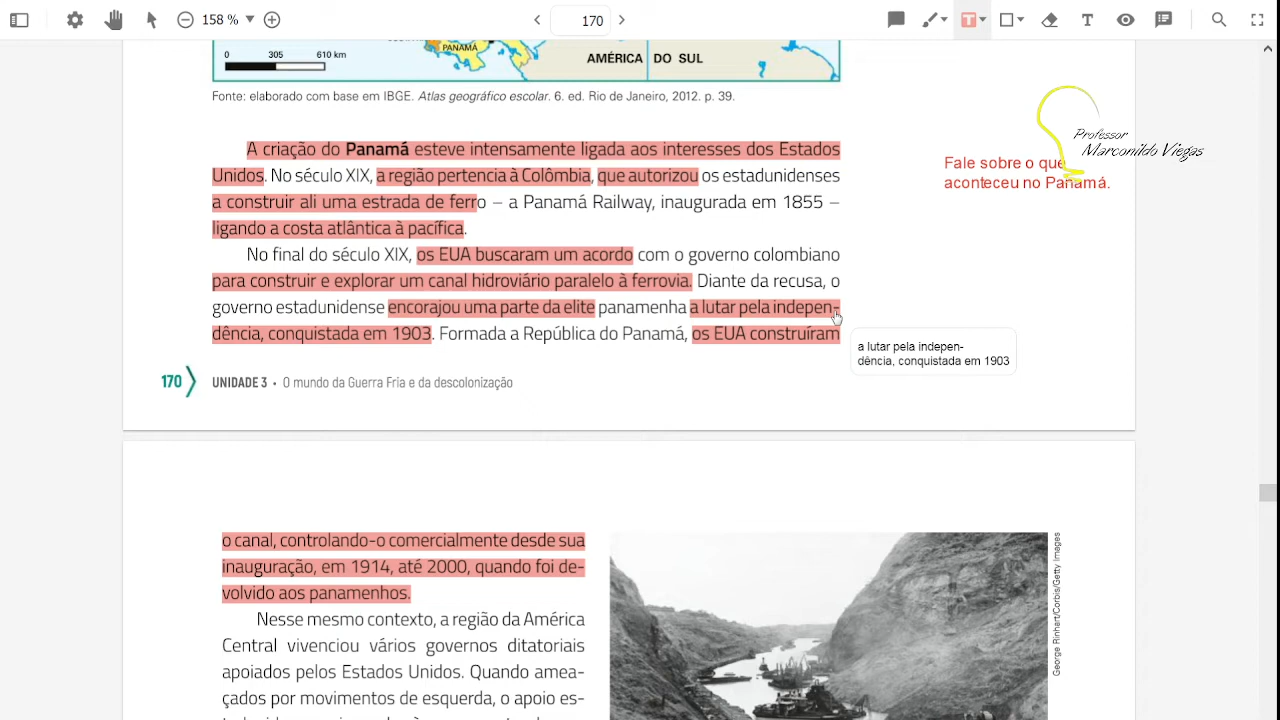 158 %
170
PANAMÁ
0 305 610 km
AMÉRICA DO SUL
Fonte: elaborado com base em IBGE. Atlas geográfico escolar. 6. ed. Rio de Janeiro, 2012. p. 39.
Professor
Marconildo Viegas
Fale sobre o que
aconteceu no Panamá.
A criação do Panamá esteve intensamente ligada aos interesses dos Estados
Unidos. No século XIX, a região pertencia à Colômbia, que autorizou os estadunidenses
a construir ali uma estrada de ferro – a Panamá Railway, inaugurada em 1855 –
ligando a costa atlântica à pacífica.
No final do século XIX, os EUA buscaram um acordo com o governo colombiano
para construir e explorar um canal hidroviário paralelo à ferrovia. Diante da recusa, o
governo estadunidense encorajou uma parte da elite panamenha a lutar pela indepen-
dência, conquistada em 1903. Formada a República do Panamá, os EUA construíram
a lutar pela indepen-
dência, conquistada em 1903
170 UNIDADE 3 • O mundo da Guerra Fria e da descolonização
o canal, controlando-o comercialmente desde sua
inauguração, em 1914, até 2000, quando foi de-
volvido aos panamenhos.
Nesse mesmo contexto, a região da América
Central vivenciou vários governos ditatoriais
apoiados pelos Estados Unidos. Quando amea-
çados por movimentos de esquerda, o apoio es-
George Rinhart/Corbis/Getty Images